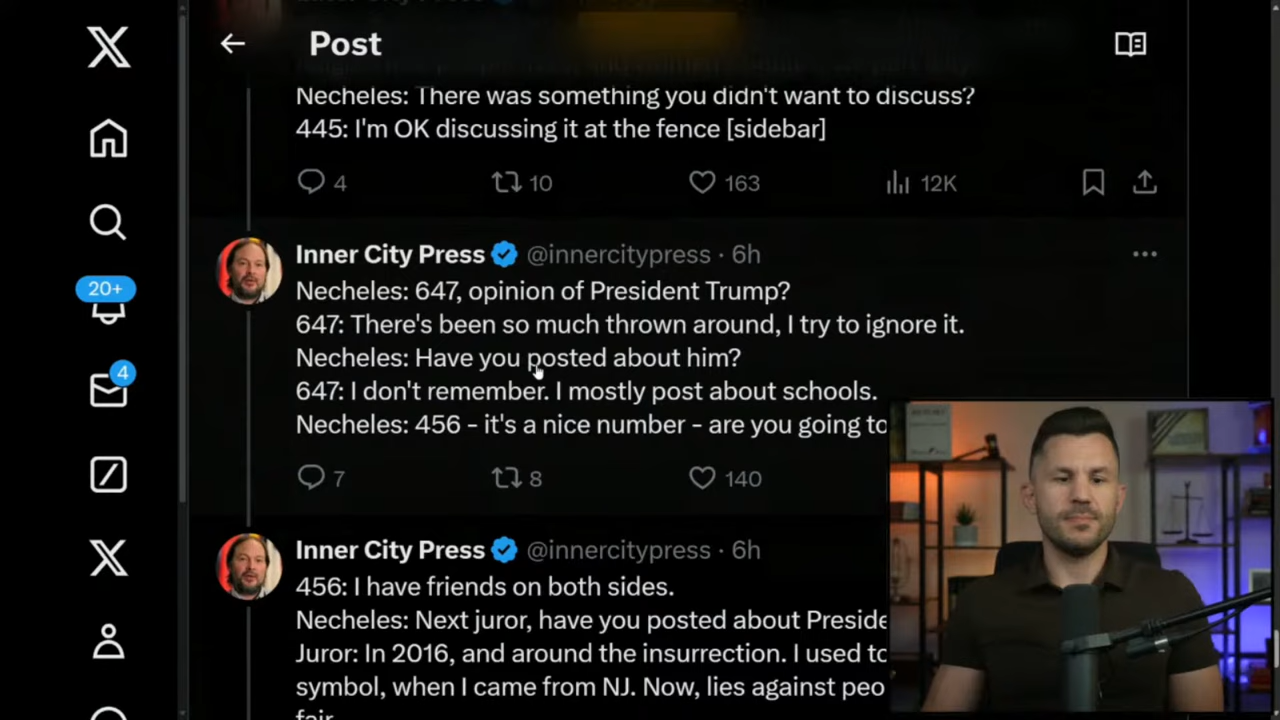 Post
Necheles: There was something you didn't want to discuss?
445: I'm OK discussing it at the fence [sidebar]
4
10
163
12K
20+
4
Inner City Press @innercitypress · 6h
Necheles: 647, opinion of President Trump?
647: There's been so much thrown around, I try to ignore it.
Necheles: Have you posted about him?
647: I don't remember. I mostly post about schools.
Necheles: 456 - it's a nice number - are you going to
7
8
140
Inner City Press @innercitypress · 6h
456: I have friends on both sides.
Necheles: Next juror, have you posted about Preside
Juror: In 2016, and around the insurrection. I used to
symbol, when I came from NJ. Now, lies against peo
fair